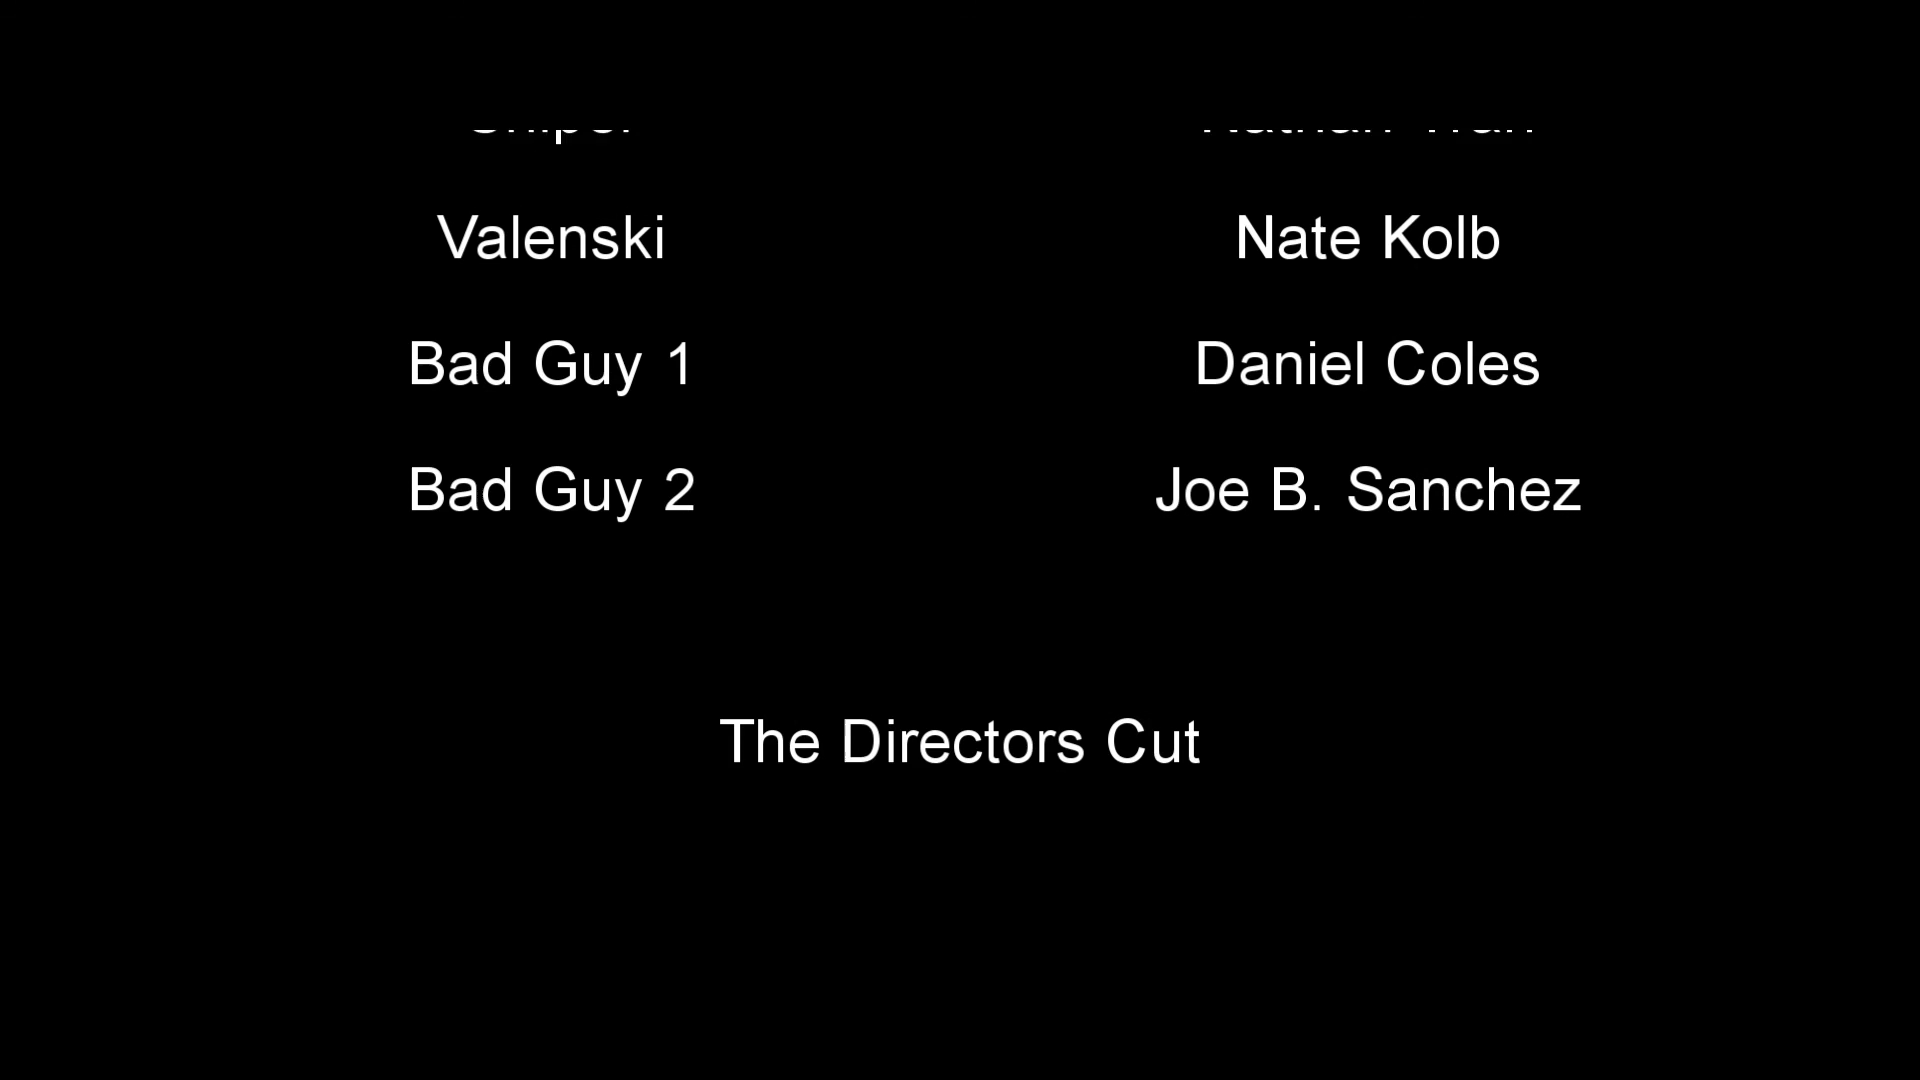 Valenski Nate Kolb
Bad Guy 1 Daniel Coles
Bad Guy 2 Joe B. Sanchez
The Directors Cut